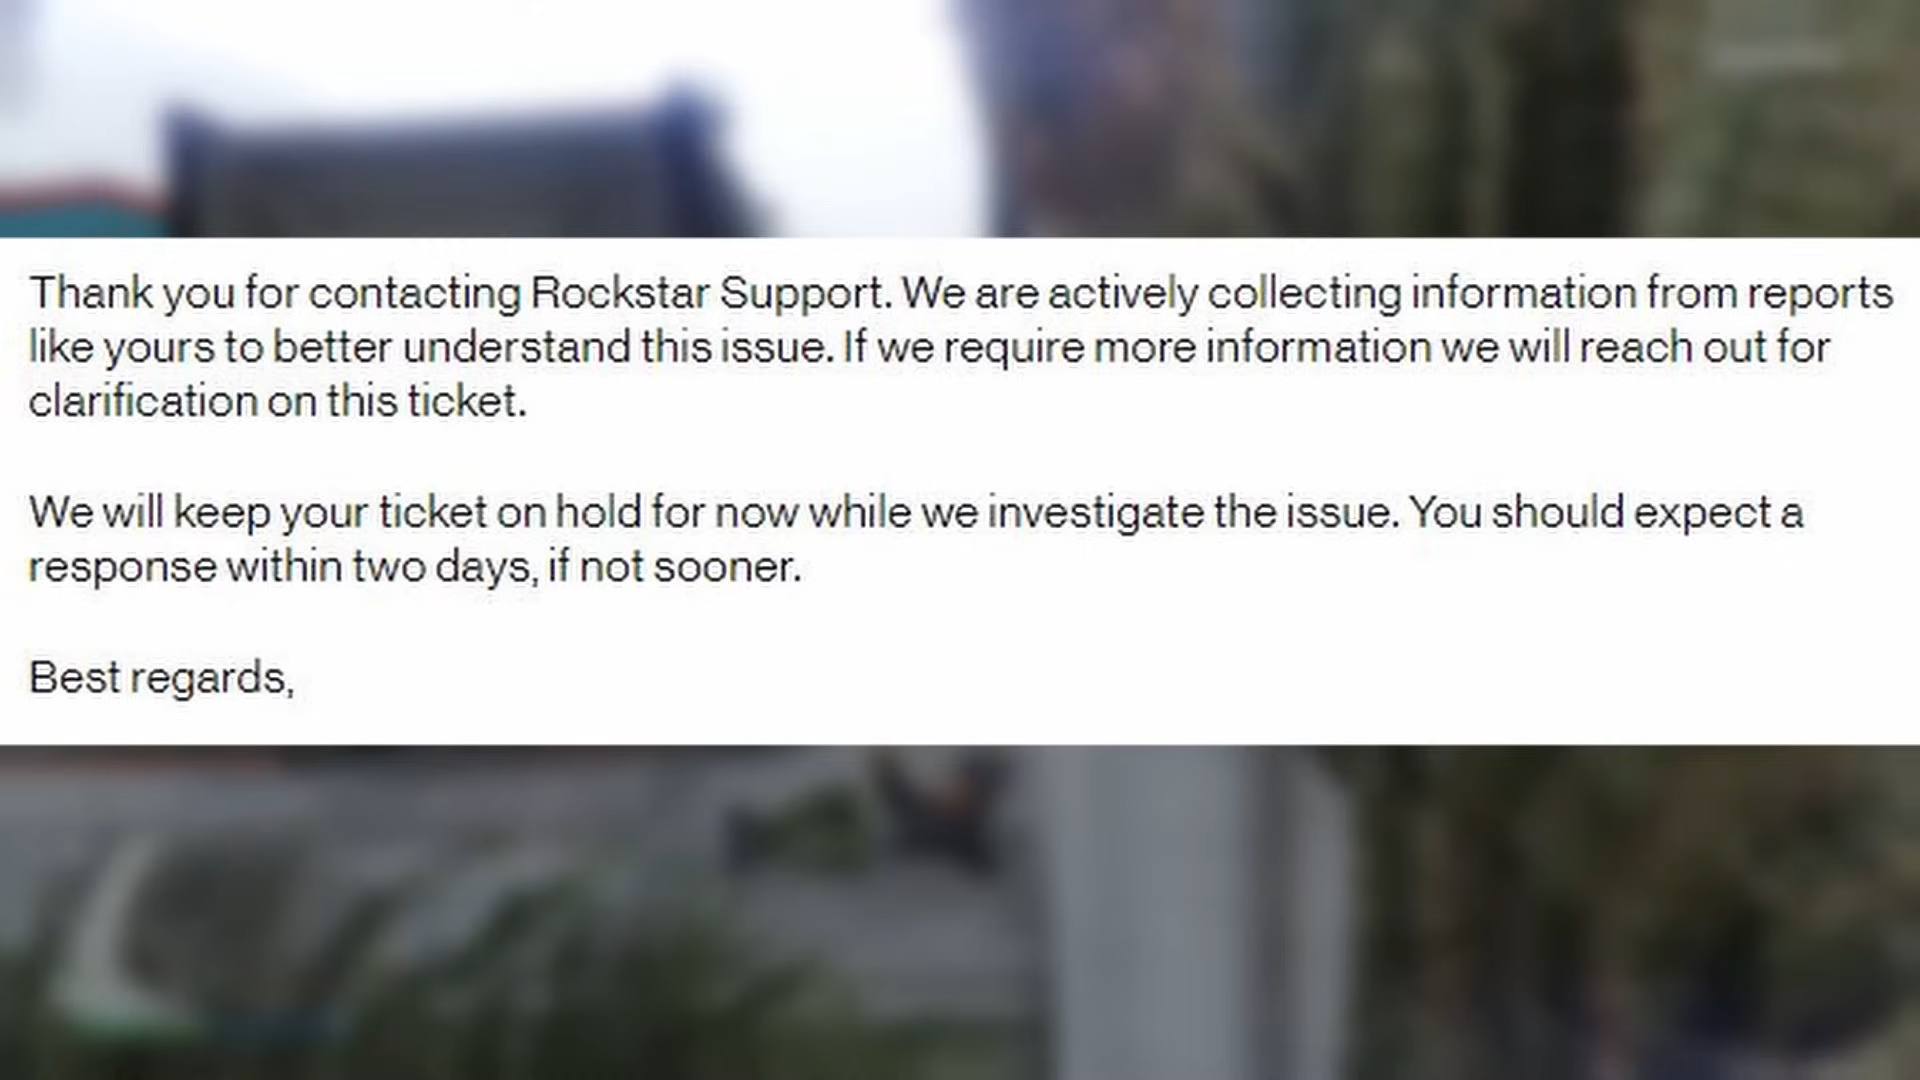 Thank you for contacting Rockstar Support. We are actively collecting information from reports
like yours to better understand this issue. If we require more information we will reach out for
clarification on this ticket.
We will keep your ticket on hold for now while we investigate the issue. You should expect a
response within two days, if not sooner.
Best regards,